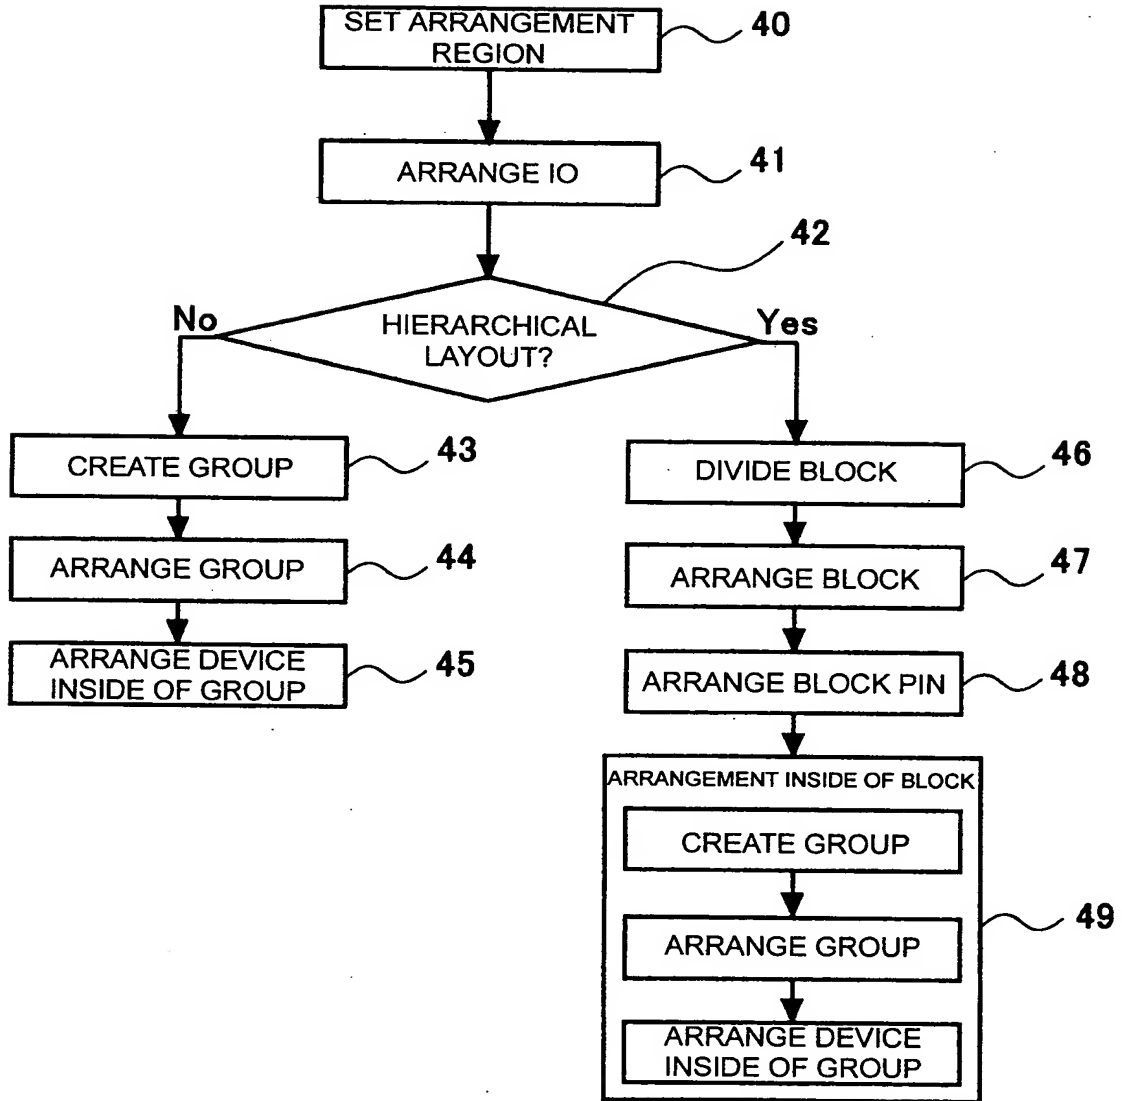 SET ARRANGEMENT
REGION
40
ARRANGE IO
41
42
HIERARCHICAL
LAYOUT?
No
Yes
CREATE GROUP
43
ARRANGE GROUP
44
ARRANGE DEVICE
INSIDE OF GROUP
45
DIVIDE BLOCK
46
ARRANGE BLOCK
47
ARRANGE BLOCK PIN
48
ARRANGEMENT INSIDE OF BLOCK
CREATE GROUP
ARRANGE GROUP
49
ARRANGE DEVICE
INSIDE OF GROUP